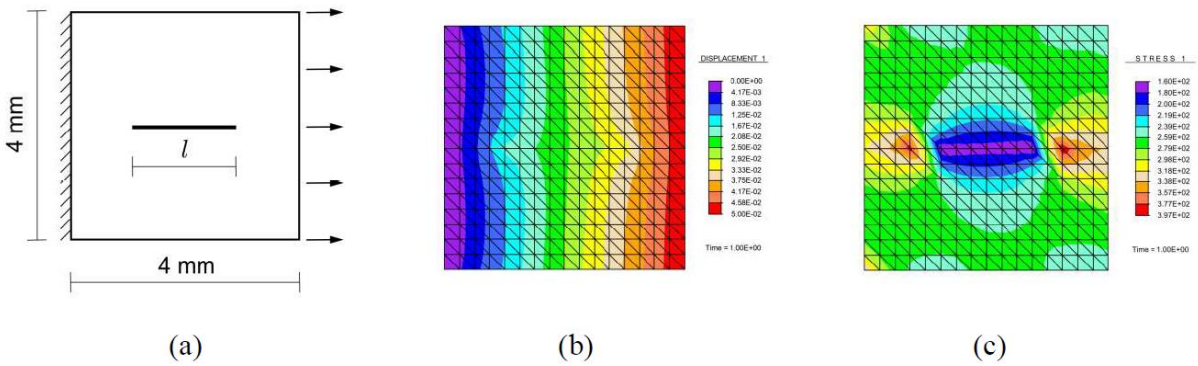 4 mm
l
4 mm
(a)
DISPLACEMENT 1
0.00E+00
4.17E-03
8.33E-03
1.25E-02
1.67E-02
2.08E-02
2.50E-02
2.92E-02
3.33E-02
3.75E-02
4.17E-02
4.58E-02
5.00E-02
Time = 1.00E+00
(b)
STRESS 1
1.60E+02
1.80E+02
2.00E+02
2.19E+02
2.39E+02
2.59E+02
2.79E+02
2.98E+02
3.18E+02
3.38E+02
3.57E+02
3.77E+02
3.97E+02
Time = 1.00E+00
(c)